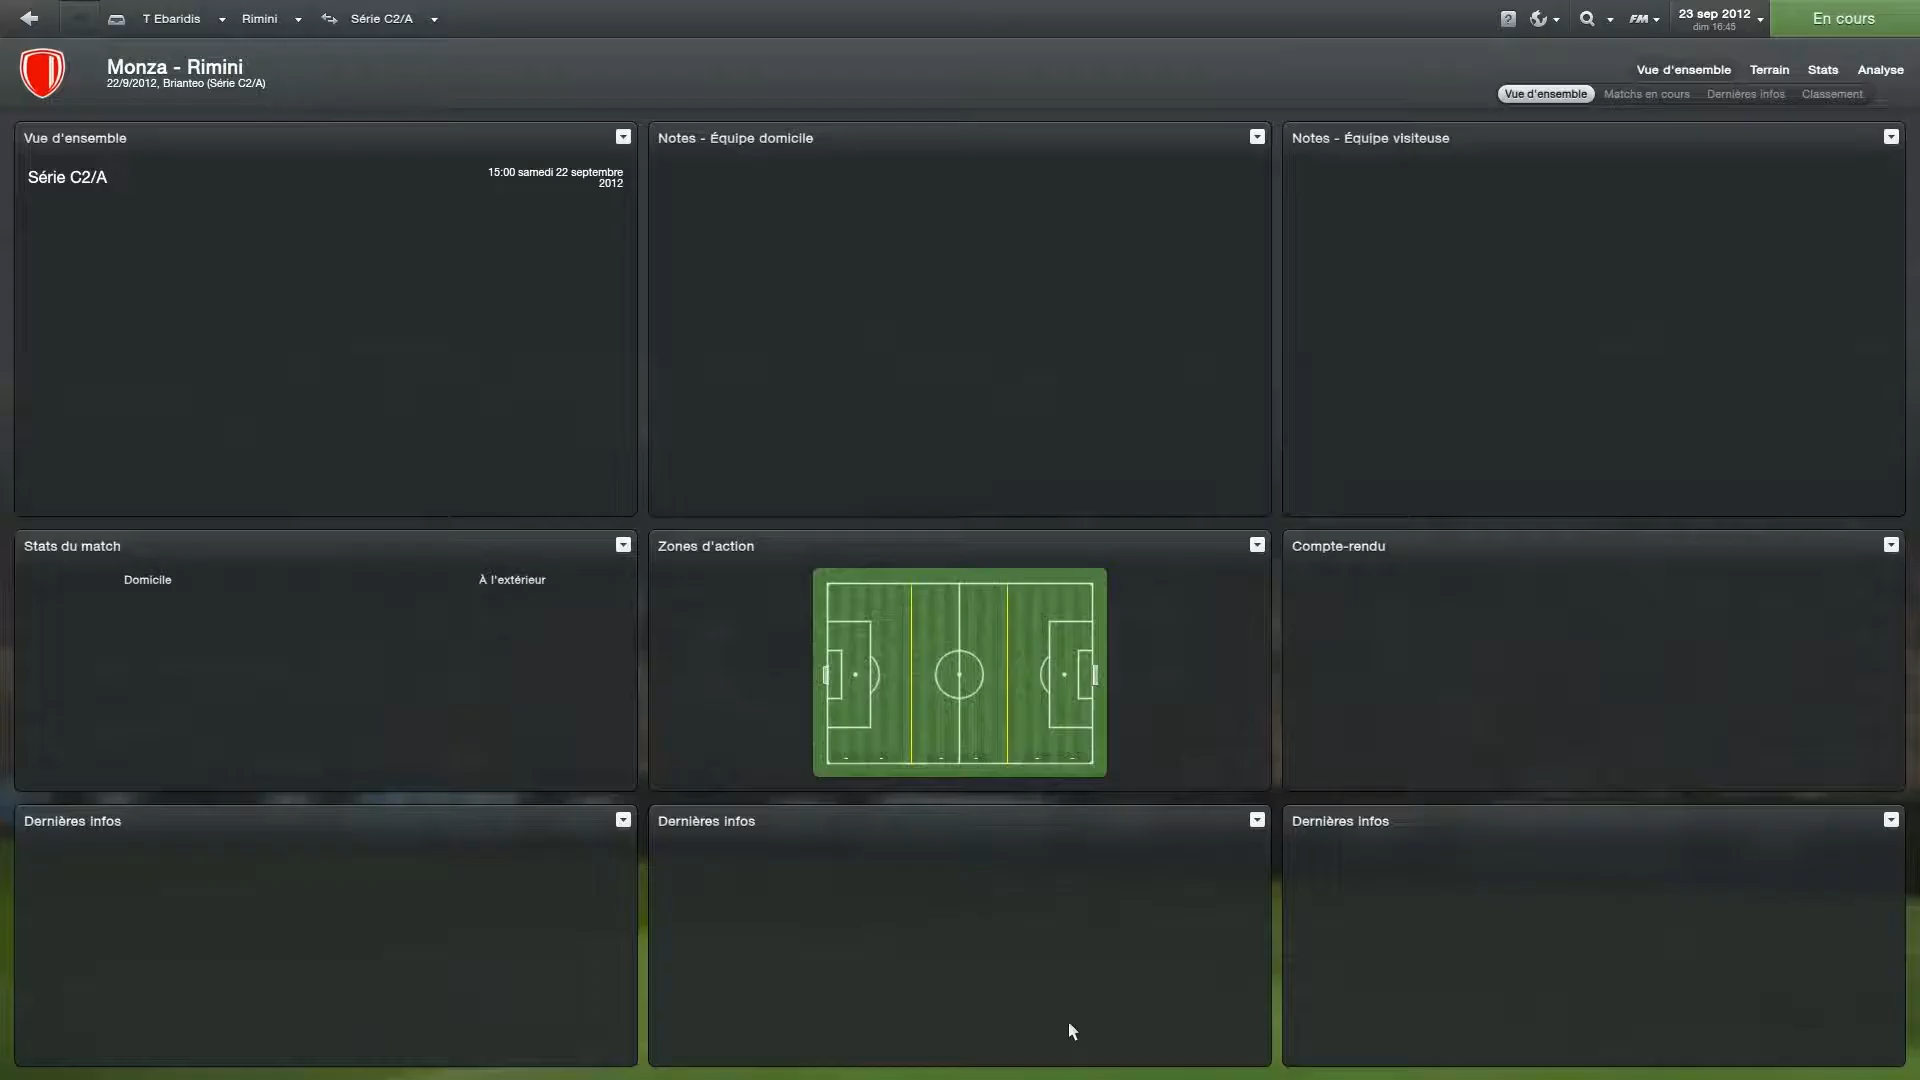 T Ebaridis
Rimini
Série C2/A
?
FM
23 sep 2012
dim 16:45
En cours
Monza - Rimini
22/9/2012, Brianteo (Série C2/A)
Vue d'ensemble
Terrain
Stats
Analyse
Vue d'ensemble
Matchs en cours
Dernières infos
Classement
Vue d'ensemble
Série C2/A
15:00 samedi 22 septembre
2012
Notes - Équipe domicile
Notes - Équipe visiteuse
Stats du match
Domicile
À l'extérieur
Zones d'action
Compte-rendu
Dernières infos
Dernières infos
Dernières infos